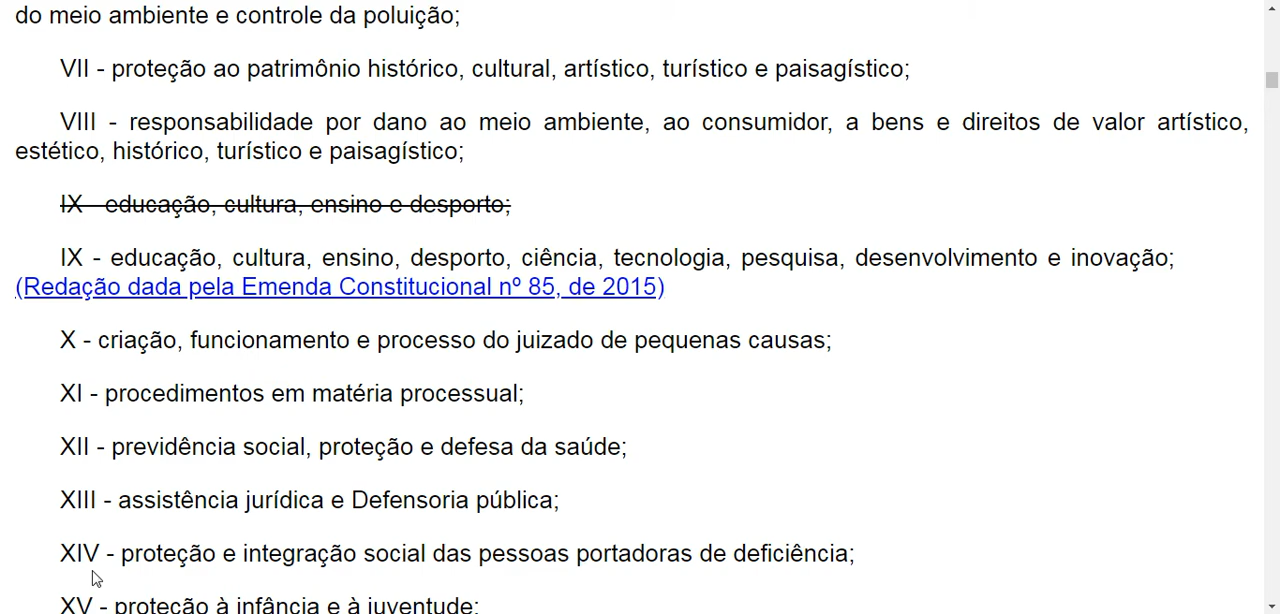 do meio ambiente e controle da poluição;
VII - proteção ao patrimônio histórico, cultural, artístico, turístico e paisagístico;
VIII - responsabilidade por dano ao meio ambiente, ao consumidor, a bens e direitos de valor artístico,
estético, histórico, turístico e paisagístico;
IX - educação, cultura, ensino e desporto;
IX - educação, cultura, ensino, desporto, ciência, tecnologia, pesquisa, desenvolvimento e inovação;
(Redação dada pela Emenda Constitucional nº 85, de 2015)
X - criação, funcionamento e processo do juizado de pequenas causas;
XI - procedimentos em matéria processual;
XII - previdência social, proteção e defesa da saúde;
XIII - assistência jurídica e Defensoria pública;
XIV - proteção e integração social das pessoas portadoras de deficiência;
XV - proteção à infância e à juventude;